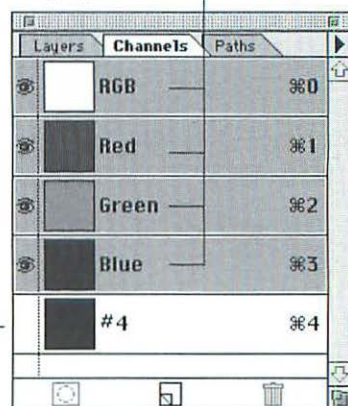 Layers Channels Paths
RGB ⌘0
Red ⌘1
Green ⌘2
Blue ⌘3
#4 ⌘4